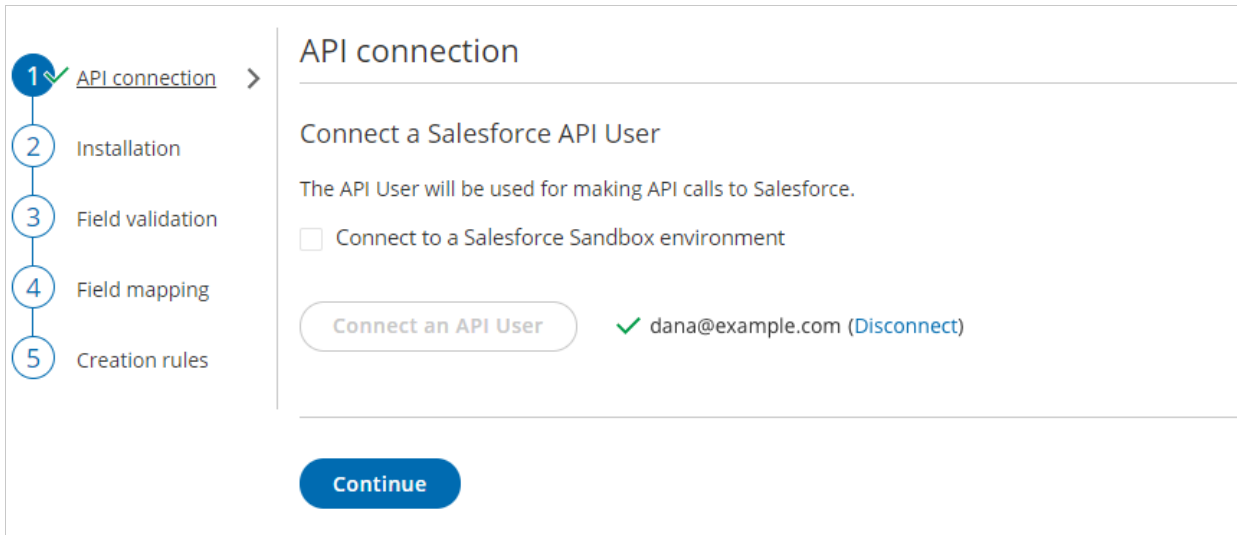 1 API connection
2 Installation
3 Field validation
4 Field mapping
5 Creation rules
API connection
Connect a Salesforce API User
The API User will be used for making API calls to Salesforce.
Connect to a Salesforce Sandbox environment
Connect an API User
dana@example.com (Disconnect)
Continue